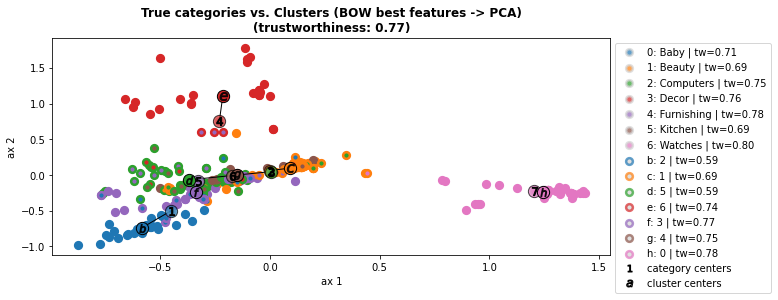 True categories vs. Clusters (BOW best features -> PCA)
(trustworthiness: 0.77)
ax 2
1.5
1.0
0.5
0.0
−0.5
−1.0
−0.5
0.0
0.5
1.0
1.5
ax 1
e
4
c
d
f
1
b
h
0: Baby | tw=0.71
1: Beauty | tw=0.69
2: Computers | tw=0.75
3: Decor | tw=0.76
4: Furnishing | tw=0.78
5: Kitchen | tw=0.69
6: Watches | tw=0.80
b: 2 | tw=0.59
c: 1 | tw=0.69
d: 5 | tw=0.59
e: 6 | tw=0.74
f: 3 | tw=0.77
g: 4 | tw=0.75
h: 0 | tw=0.78
1 category centers
a cluster centers